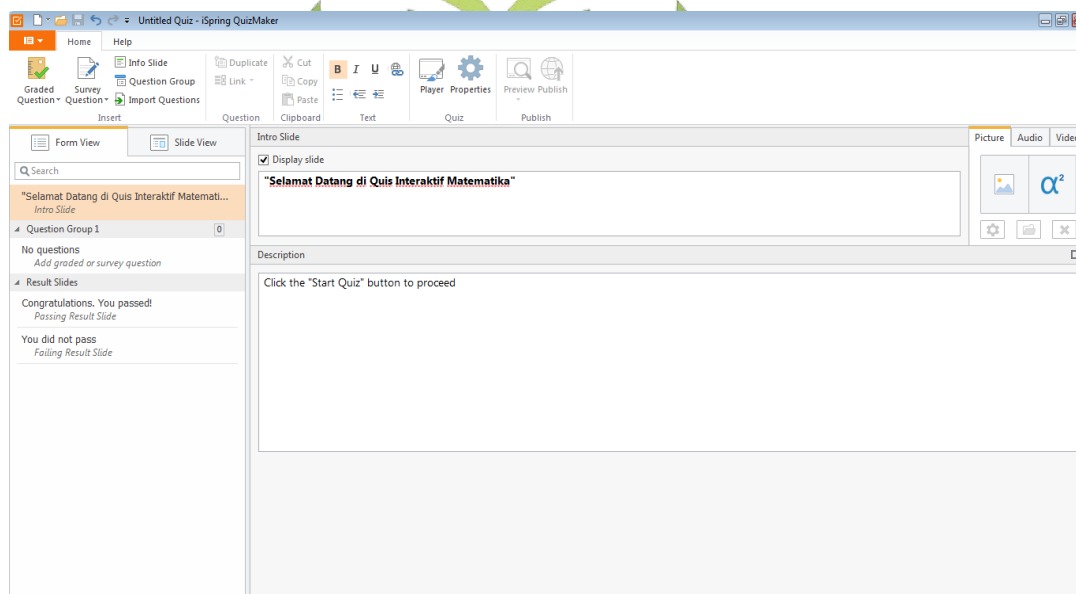 Untitled Quiz - iSpring QuizMaker
Home Help
Graded Question
Survey Question
Info Slide
Question Group
Import Questions
Insert
Duplicate
Link
Question
Cut
Copy
Paste
Clipboard
B I U
Text
Player Properties
Quiz
Preview Publish
Publish
Form View Slide View
Search
"Selamat Datang di Quis Interaktif Matemati...
Intro Slide
Question Group 1 0
No questions
Add graded or survey question
Result Slides
Congratulations. You passed!
Passing Result Slide
You did not pass
Failing Result Slide
Intro Slide
Display slide
"Selamat Datang di Quis Interaktif Matematika"
Description
Click the "Start Quiz" button to proceed
Picture Audio Video
α²